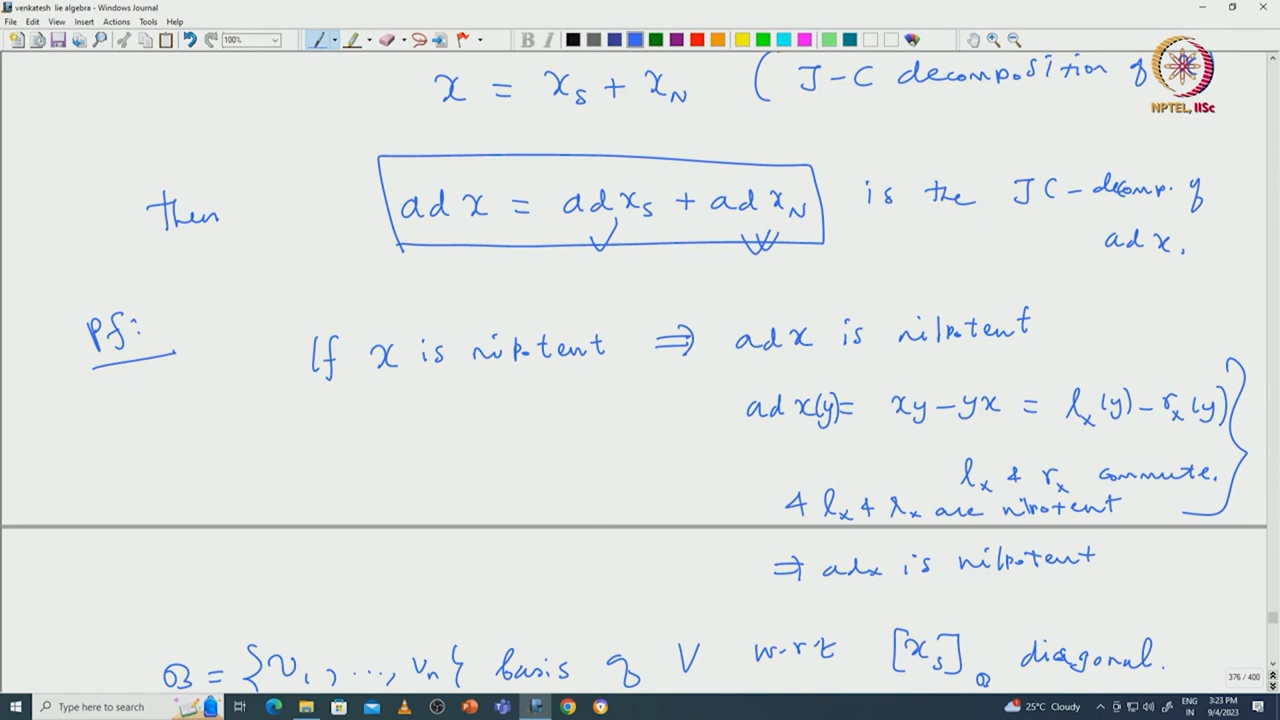 venkatesh lie algebra - Windows Journal
File Edit View Insert Actions Tools Help
100%
B I
x = x_S + x_N ( J-C decomposition of
NPTEL, IISc
then ad x = ad x_S + ad x_N is the JC-decomp. of
ad x.
Pf: If x is nilpotent ⇒ ad x is nilpotent
ad x(y) = xy - yx = l_x(y) - r_x(y)
l_x & r_x commute.
& l_x & r_x are nilpotent
⇒ adx is nilpotent
B = {v_1, ..., v_n} basis of V w.r.t [x_S]_B diagonal.
376 / 400
Type here to search
25°C Cloudy
ENG
IN
3:23 PM
9/4/2023